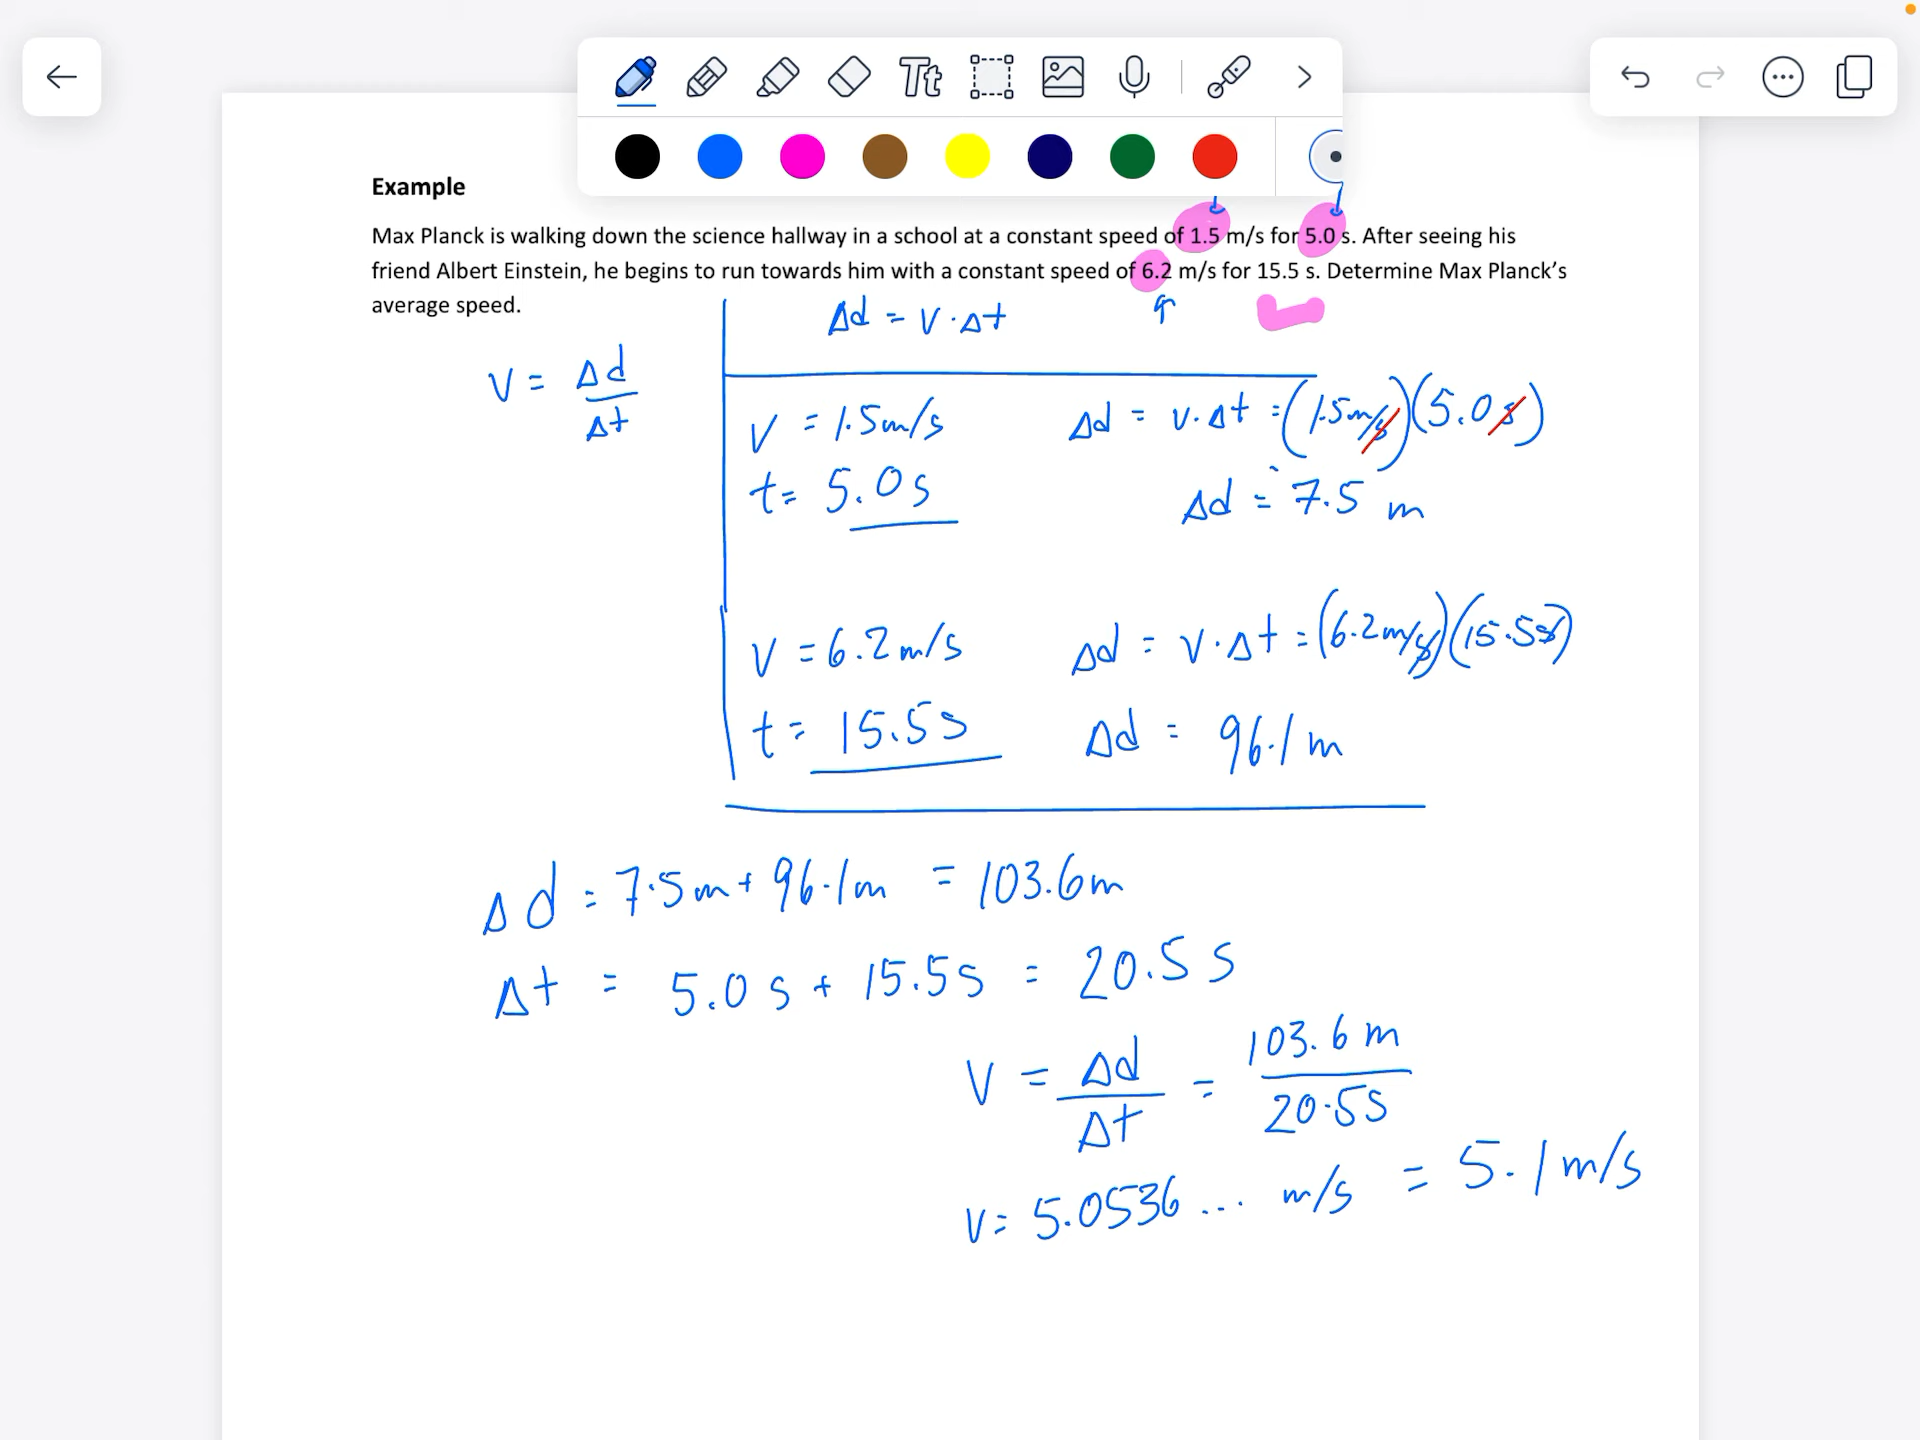 Tt
Example
Max Planck is walking down the science hallway in a school at a constant speed of 1.5 m/s for 5.0 s. After seeing his
friend Albert Einstein, he begins to run towards him with a constant speed of 6.2 m/s for 15.5 s. Determine Max Planck's
average speed.
Δd = v · Δt
v = Δd / Δt
v = 1.5 m/s
Δd = v · Δt = (1.5 m/s)(5.0 s)
t = 5.0 s
Δd = 7.5 m
v = 6.2 m/s
Δd = v · Δt = (6.2 m/s)(15.5 s)
t = 15.5 s
Δd = 96.1 m
Δd = 7.5 m + 96.1 m = 103.6 m
Δt = 5.0 s + 15.5 s = 20.5 s
v = Δd / Δt = 103.6 m / 20.5 s
v = 5.0536 ... m/s = 5.1 m/s